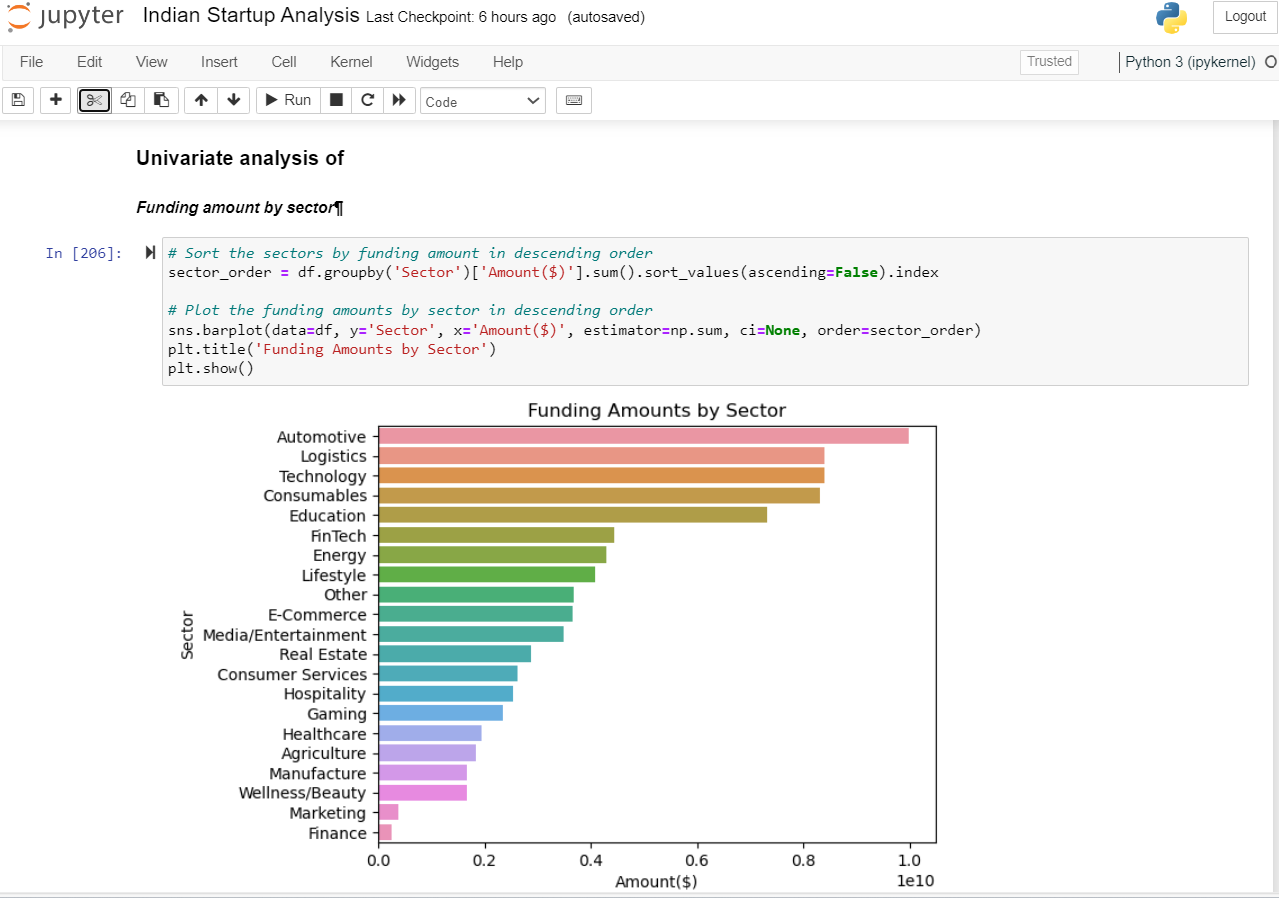 jupyter Indian Startup Analysis Last Checkpoint: 6 hours ago (autosaved) Logout
File Edit View Insert Cell Kernel Widgets Help Trusted Python 3 (ipykernel)
Run Code
Univariate analysis of
Funding amount by sector¶
In [206]: # Sort the sectors by funding amount in descending order
sector_order = df.groupby('Sector')['Amount($)'].sum().sort_values(ascending=False).index
# Plot the funding amounts by sector in descending order
sns.barplot(data=df, y='Sector', x='Amount($)', estimator=np.sum, ci=None, order=sector_order)
plt.title('Funding Amounts by Sector')
plt.show()
Funding Amounts by Sector
Automotive
Logistics
Technology
Consumables
Education
FinTech
Energy
Lifestyle
Other
E-Commerce
Media/Entertainment
Real Estate
Consumer Services
Hospitality
Gaming
Healthcare
Agriculture
Manufacture
Wellness/Beauty
Marketing
Finance
Sector
0.0 0.2 0.4 0.6 0.8 1.0
1e10
Amount($)